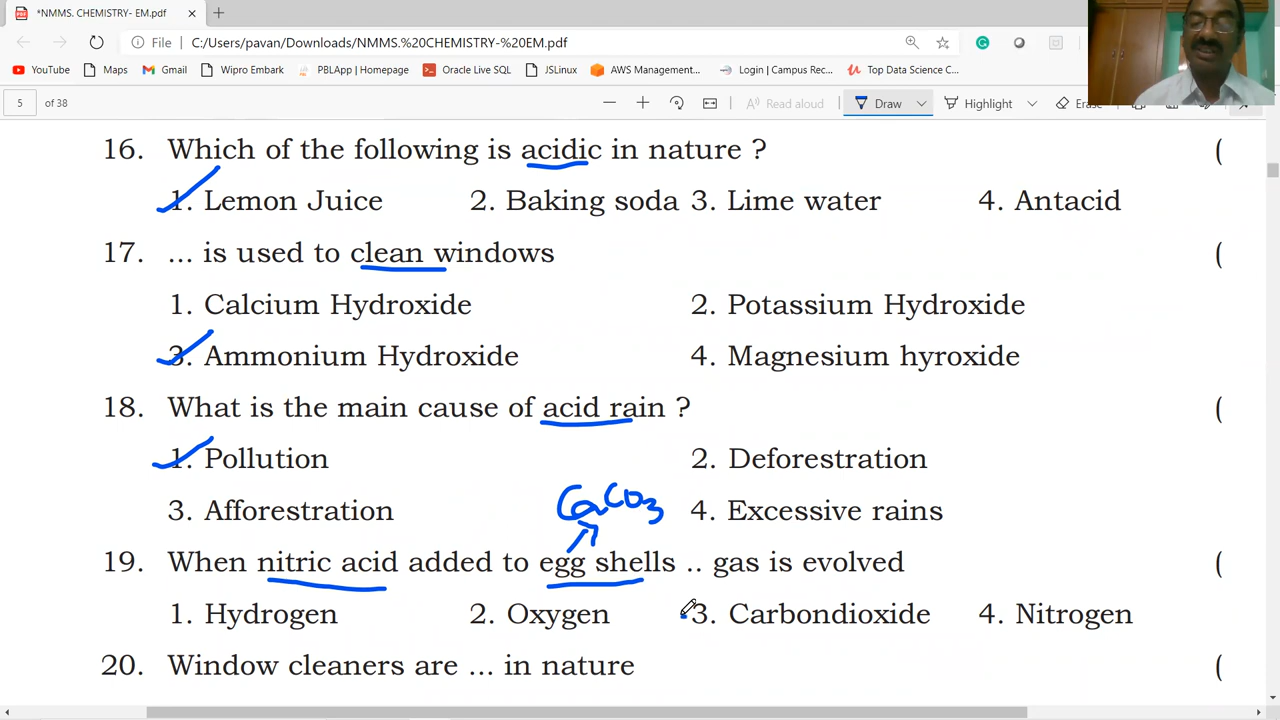 *NMMS. CHEMISTRY- EM.pdf
File C:/Users/pavan/Downloads/NMMS.%20CHEMISTRY-%20EM.pdf
YouTube Maps Gmail Wipro Embark PBLApp | Homepage Oracle Live SQL JSLinux AWS Management... Login | Campus Rec... Top Data Science C...
5 of 38 Read aloud Draw Highlight Erase
16. Which of the following is acidic in nature ? (
1. Lemon Juice 2. Baking soda 3. Lime water 4. Antacid
17. ... is used to clean windows (
1. Calcium Hydroxide 2. Potassium Hydroxide
3. Ammonium Hydroxide 4. Magnesium hyroxide
18. What is the main cause of acid rain ? (
1. Pollution 2. Deforestration
3. Afforestration CaCO3 4. Excessive rains
19. When nitric acid added to egg shells .. gas is evolved (
1. Hydrogen 2. Oxygen 3. Carbondioxide 4. Nitrogen
20. Window cleaners are ... in nature (